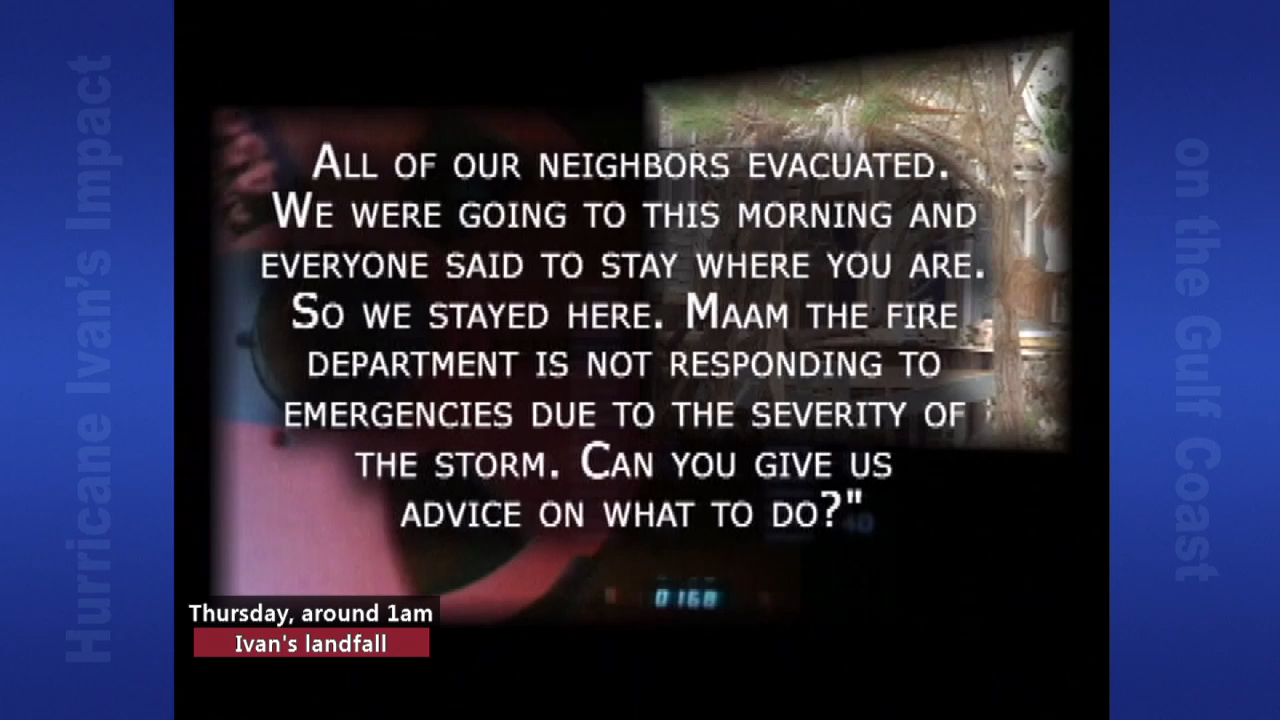 Hurricane Ivan's Impact
ALL OF OUR NEIGHBORS EVACUATED.
WE WERE GOING TO THIS MORNING AND
EVERYONE SAID TO STAY WHERE YOU ARE.
SO WE STAYED HERE. MAAM THE FIRE
DEPARTMENT IS NOT RESPONDING TO
EMERGENCIES DUE TO THE SEVERITY OF
THE STORM. CAN YOU GIVE US
ADVICE ON WHAT TO DO?"
0168
Thursday, around 1am
Ivan's landfall
on the Gulf Coast